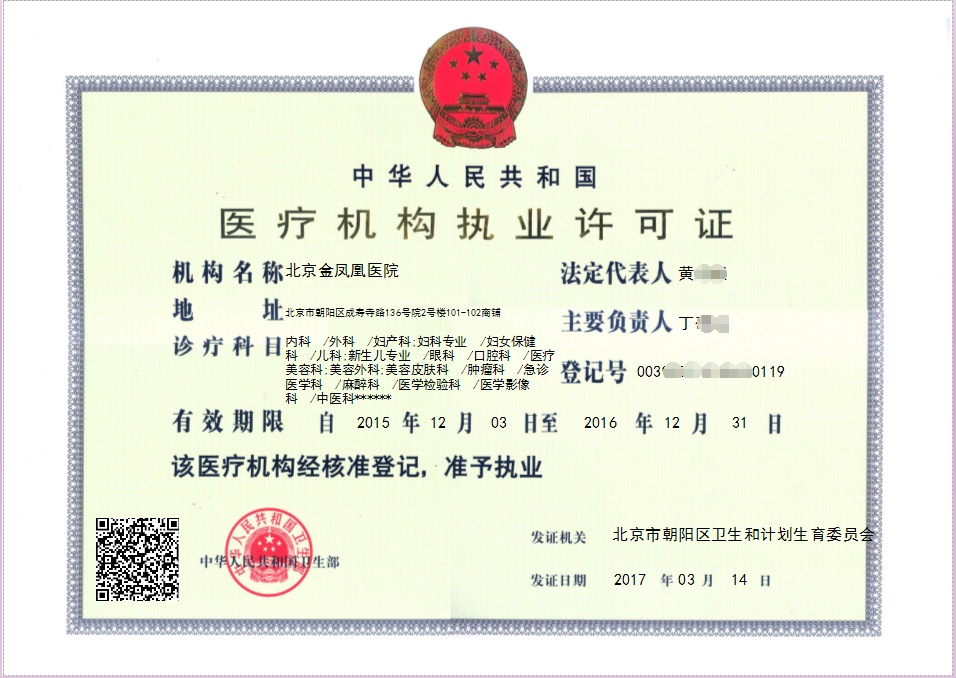 中华人民共和国
医疗机构执业许可证
机构名称 北京金凤凰医院
法定代表人 黄
地址 北京市朝阳区成寿寺路136号院2号楼101-102商铺
主要负责人 丁
诊疗科目 内科 /外科 /妇产科;妇科专业 /妇女保健
科 /儿科;新生儿专业 /眼科 /口腔科 /医疗
美容科;美容外科;美容皮肤科 /肿瘤科 /急诊
医学科 /麻醉科 /医学检验科 /医学影像
科 /中医科******
登记号 003 0119
有效期限 自 2015 年 12 月 03 日至 2016 年 12 月 31 日
该医疗机构经核准登记，准予执业
中华人民共和国卫生部
发证机关 北京市朝阳区卫生和计划生育委员会
发证日期 2017 年 03 月 14 日